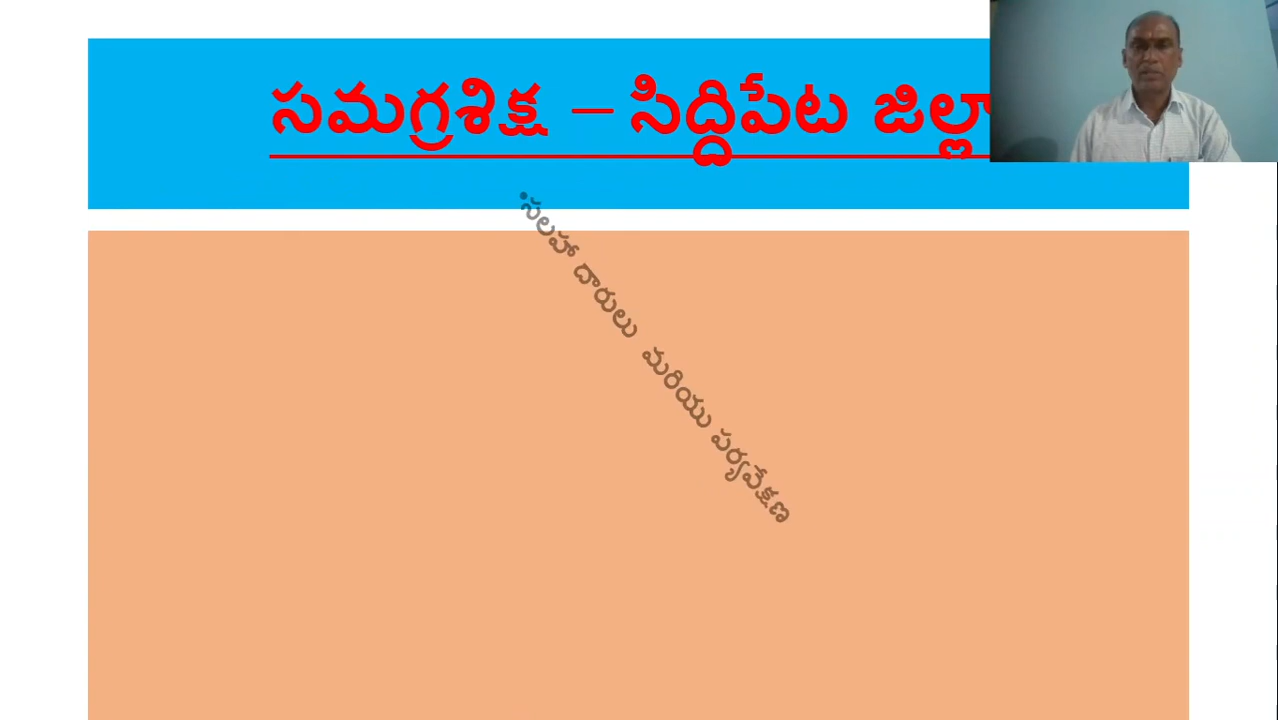 సమగ్రశిక్ష – సిద్దిపేట జిల్లా
•సలహా దారులు మరియు పర్యవేక్షణ